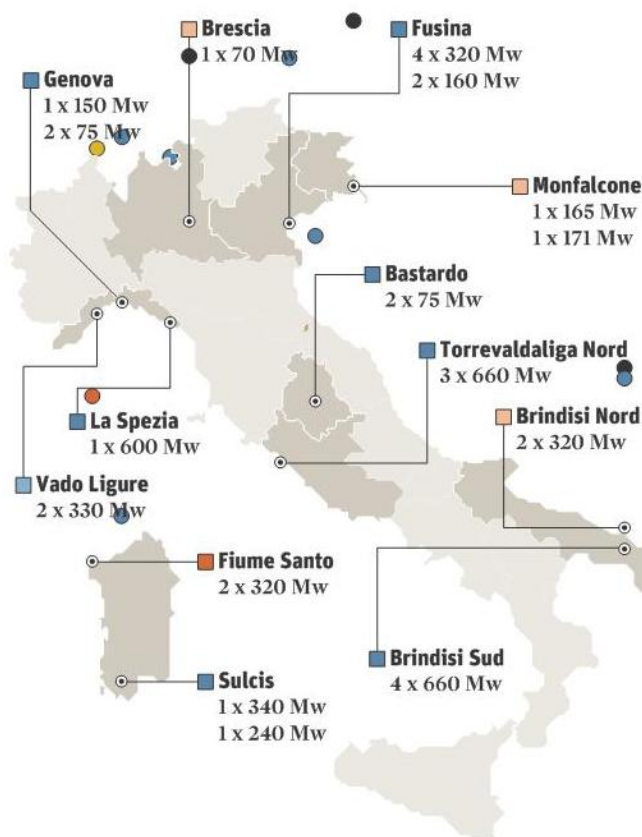 Brescia
1 x 70 Mw
Fusina
4 x 320 Mw
2 x 160 Mw
Genova
1 x 150 Mw
2 x 75 Mw
Monfalcone
1 x 165 Mw
1 x 171 Mw
Bastardo
2 x 75 Mw
Torrevaldaliga Nord
3 x 660 Mw
La Spezia
1 x 600 Mw
Brindisi Nord
2 x 320 Mw
Vado Ligure
2 x 330 Mw
Fiume Santo
2 x 320 Mw
Brindisi Sud
4 x 660 Mw
Sulcis
1 x 340 Mw
1 x 240 Mw